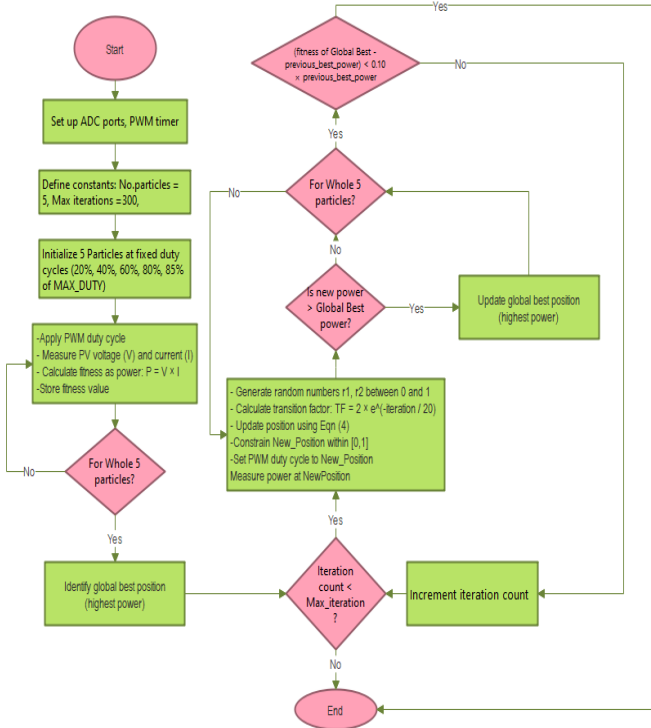 Start
Set up ADC ports, PWM timer
Define constants: No.particles =
5, Max iterations =300,
Initialize 5 Particles at fixed duty
cycles (20%, 40%, 60%, 80%, 85%
of MAX_DUTY)
-Apply PWM duty cycle
- Measure PV voltage (V) and current (I)
- Calculate fitness as power: P = V × I
-Store fitness value
For Whole 5
particles?
No
Yes
Identify global best position
(highest power)
Iteration
count <
Max_iteration
?
Yes
No
End
- Generate random numbers r1, r2 between 0 and 1
- Calculate transition factor: TF = 2 × e^(-iteration / 20)
- Update position using Eqn (4)
-Constrain New_Position within [0,1]
-Set PWM duty cycle to New_Position
Measure power at NewPosition
Is new power
> Global Best
power?
Yes
No
Update global best position
(highest power)
For Whole 5
particles?
No
Yes
(fitness of Global Best -
previous_best_power) < 0.10
× previous_best_power
Yes
No
Increment iteration count